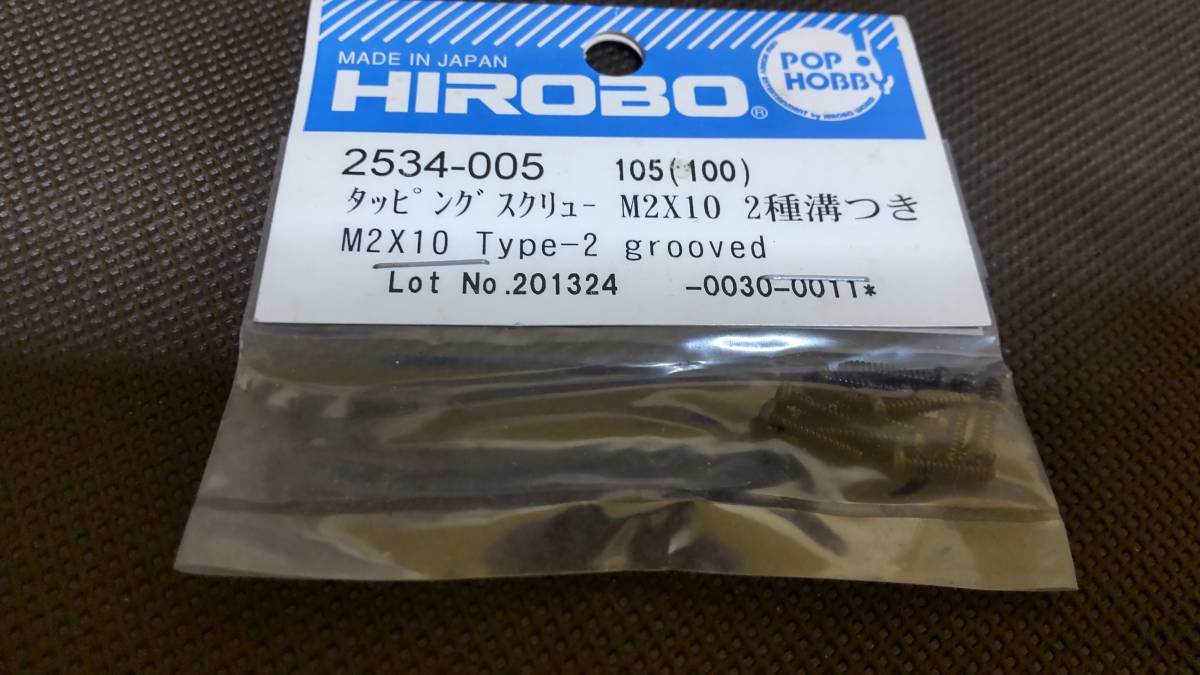 MADE IN JAPAN
HIROBO®
POP!
HOBBY
2534-005 105(100)
ﾀｯﾋﾟﾝｸﾞｽｸﾘｭｰ M2X10 2種溝つき
M2X10 Type-2 grooved
Lot No.201324 -0030-0011*